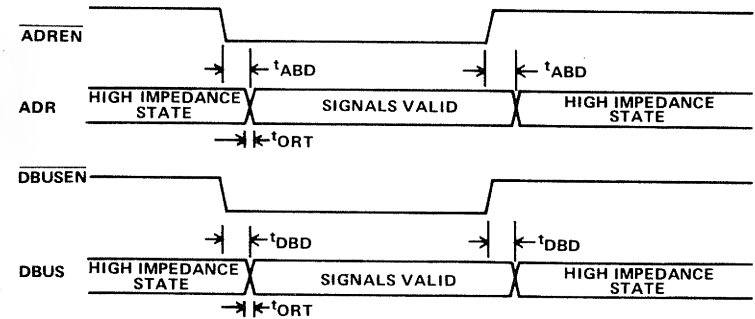 ADREN
tABD tABD
ADR HIGH IMPEDANCE STATE SIGNALS VALID HIGH IMPEDANCE STATE
tORT
DBUSEN
tDBD tDBD
DBUS HIGH IMPEDANCE STATE SIGNALS VALID HIGH IMPEDANCE STATE
tORT